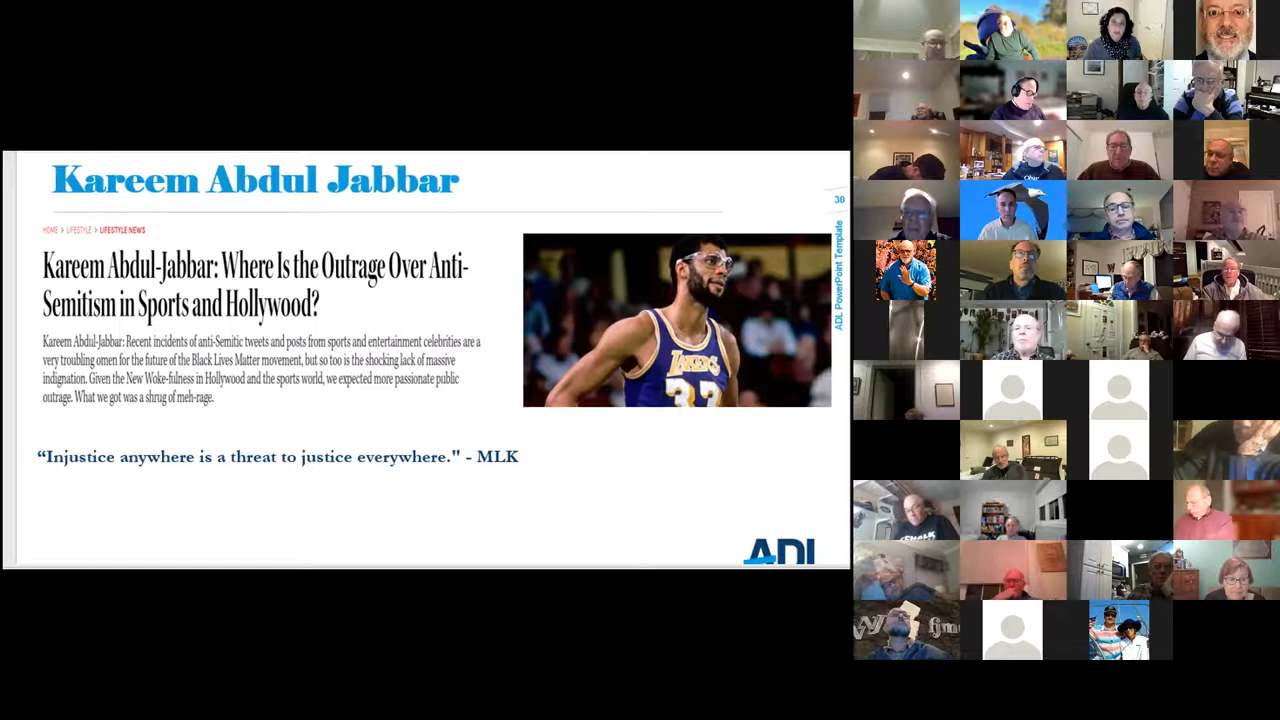 Kareem Abdul Jabbar
30
ADL PowerPoint Template
HOME > LIFESTYLE > LIFESTYLE NEWS
Kareem Abdul-Jabbar: Where Is the Outrage Over Anti-
Semitism in Sports and Hollywood?
Kareem Abdul-Jabbar: Recent incidents of anti-Semitic tweets and posts from sports and entertainment celebrities are a
very troubling omen for the future of the Black Lives Matter movement, but so too is the shocking lack of massive
indignation. Given the New Woke-fulness in Hollywood and the sports world, we expected more passionate public
outrage. What we got was a shrug of meh-rage.
LAKERS
33
“Injustice anywhere is a threat to justice everywhere." - MLK
ADL
fjmc